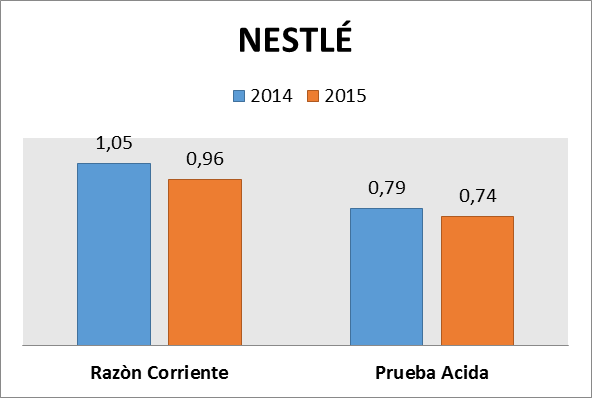 NESTLÉ
2014 2015
1,05
0,96
0,79
0,74
Razòn Corriente
Prueba Acida